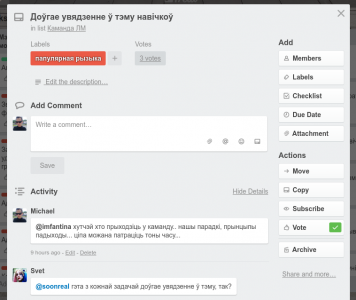 Доўгае увядзенне ў тэму навічкоў
in list Каманда ЛМ
Labels
Votes
папулярная рызыка
+
3 votes
Edit the description…
Add Comment
Write a comment…
Save
Activity
Hide Details
Michael
@imfantina хутчэй хто прыходзіць у каманду.. нашы парадкі, прынцыпы
падыходы... ціпа можана патраціць тоны часу...
9 hours ago - Edit - Delete
Svet
@soonreal гэта з кожнай задачай доўгае увядзенне ў тэму, так?
Add
Members
Labels
Checklist
Due Date
Attachment
Actions
Move
Copy
Subscribe
Vote
Archive
Share and more…